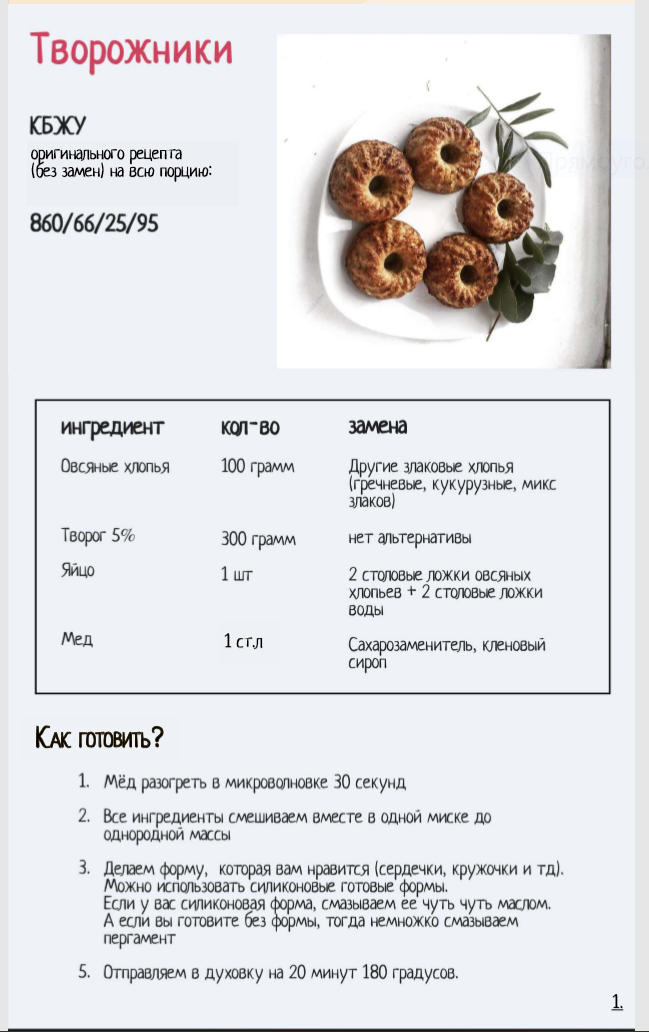 Творожники
КБЖУ
оригинального рецепта
(без замен) на всю порцию:
860/66/25/95
ингредиент кол-во замена
Овсяные хлопья 100 грамм Другие злаковые хлопья
(гречневые, кукурузные, микс
злаков)
Творог 5% 300 грамм нет альтернативы
Яйцо 1 шт 2 столовые ложки овсяных
хлопьев + 2 столовые ложки
воды
Мед 1 ст.л Сахарозаменитель, кленовый
сироп
Как готовить?
1. Мёд разогреть в микроволновке 30 секунд
2. Все ингредиенты смешиваем вместе в одной миске до
однородной массы
3. Делаем форму, которая вам нравится (сердечки, кружочки и тд).
Можно использовать силиконовые готовые формы.
Если у вас силиконовая форма, смазываем ее чуть чуть маслом.
А если вы готовите без формы, тогда немножко смазываем
пергамент
5. Отправляем в духовку на 20 минут 180 градусов.
1.